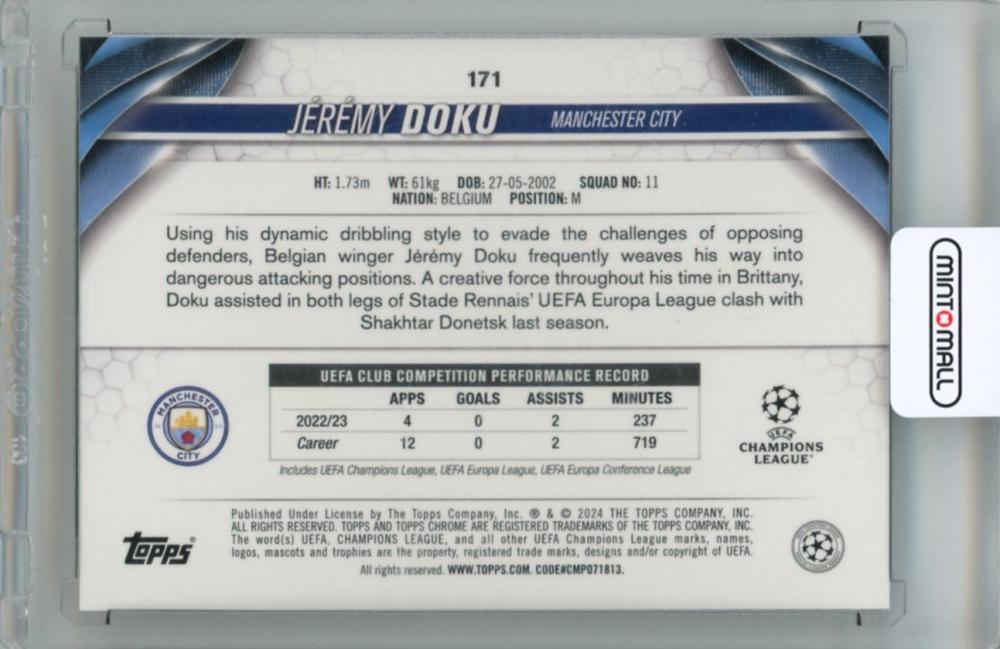 171
JÉRÉMY DOKU MANCHESTER CITY
HT: 1.73m WT: 61kg DOB: 27-05-2002 SQUAD NO: 11
NATION: BELGIUM POSITION: M
Using his dynamic dribbling style to evade the challenges of opposing
defenders, Belgian winger Jérémy Doku frequently weaves his way into
dangerous attacking positions. A creative force throughout his time in Brittany,
Doku assisted in both legs of Stade Rennais' UEFA Europa League clash with
Shakhtar Donetsk last season.
UEFA CLUB COMPETITION PERFORMANCE RECORD
APPS GOALS ASSISTS MINUTES
2022/23 4 0 2 237
Career 12 0 2 719
Includes UEFA Champions League, UEFA Europa League, UEFA Europa Conference League
MANCHESTER
CITY
UEFA
CHAMPIONS
LEAGUE
MINTOMALL
Topps®
Published Under License by The Topps Company, Inc. ® & © 2024 THE TOPPS COMPANY, INC.
ALL RIGHTS RESERVED. TOPPS AND TOPPS CHROME ARE REGISTERED TRADEMARKS OF THE TOPPS COMPANY, INC.
The word(s) UEFA, CHAMPIONS LEAGUE, and all other UEFA Champions League marks, names,
logos, mascots and trophies are the property, registered trade marks, designs and/or copyright of UEFA.
All rights reserved. WWW.TOPPS.COM. CODE#CMP071813.